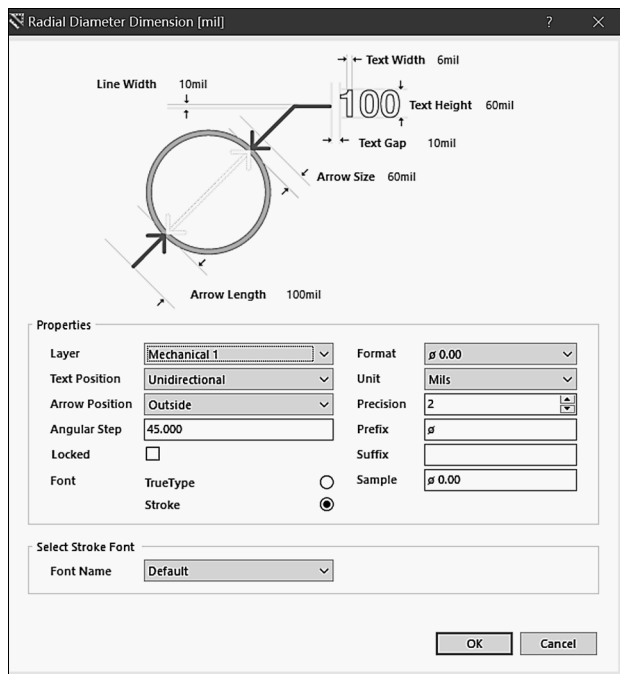 Radial Diameter Dimension [mil] ?
Text Width 6mil
Line Width 10mil
100
Text Height 60mil
Text Gap 10mil
Arrow Size 60mil
Arrow Length 100mil
Properties
Layer Mechanical 1 Format ø 0.00
Text Position Unidirectional Unit Mils
Arrow Position Outside Precision 2
Angular Step 45.000 Prefix ø
Locked Suffix
Font TrueType Sample ø 0.00
Stroke
Select Stroke Font
Font Name Default
OK Cancel